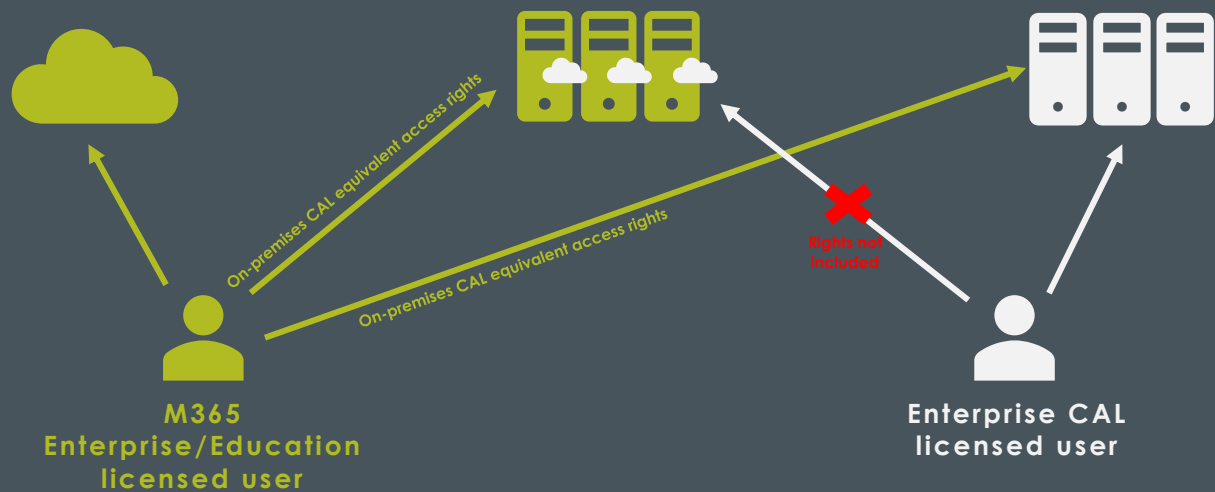 On-premises CAL equivalent access rights
On-premises CAL equivalent access rights
Rights not
included
M365
Enterprise/Education
licensed user
Enterprise CAL
licensed user